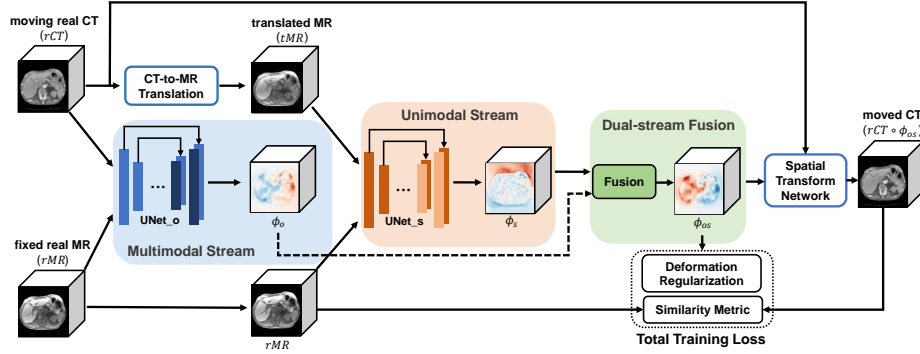 moving real CT
(rCT)
translated MR
(tMR)
CT-to-MR
Translation
Unimodal Stream
Dual-stream Fusion
moved CT
(rCT ∘ ϕos)
...
UNet_o
ϕo
Multimodal Stream
...
UNet_s
ϕs
Fusion
ϕos
Spatial
Transform
Network
fixed real MR
(rMR)
rMR
Deformation
Regularization
Similarity Metric
Total Training Loss